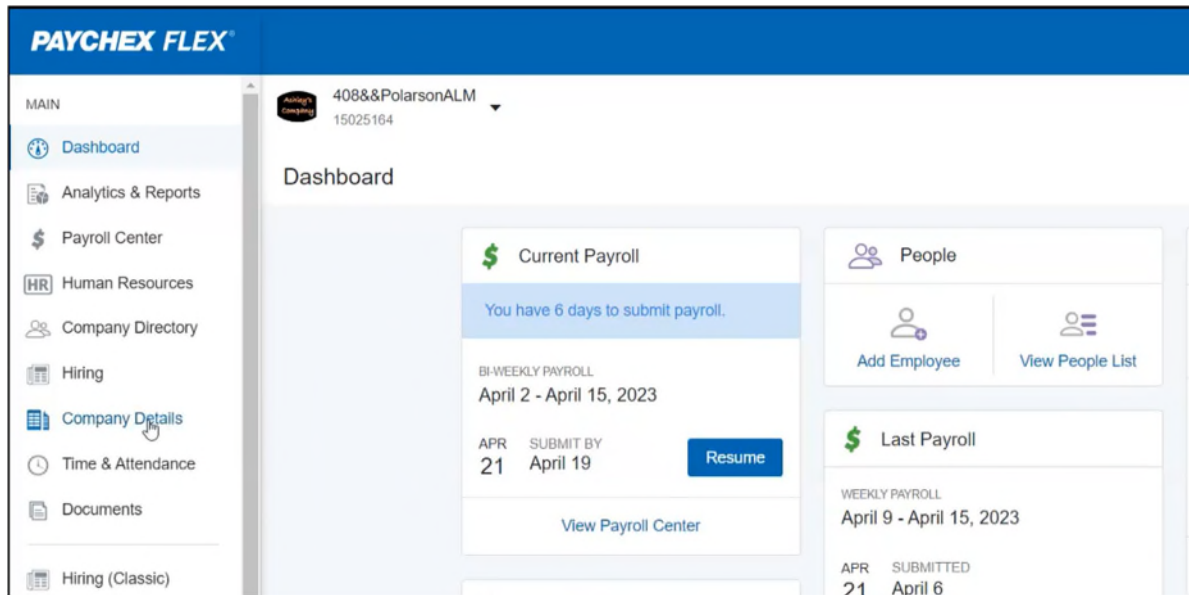 PAYCHEX FLEX®
MAIN
Dashboard
Analytics & Reports
$ Payroll Center
HR Human Resources
Company Directory
Hiring
Company Details
Time & Attendance
Documents
Hiring (Classic)
Ashley's
Company
408&&PolarsonALM
15025164
Dashboard
$ Current Payroll
You have 6 days to submit payroll.
BI-WEEKLY PAYROLL
April 2 - April 15, 2023
APR SUBMIT BY
21 April 19
Resume
View Payroll Center
People
Add Employee
View People List
$ Last Payroll
WEEKLY PAYROLL
April 9 - April 15, 2023
APR SUBMITTED
21 April 6